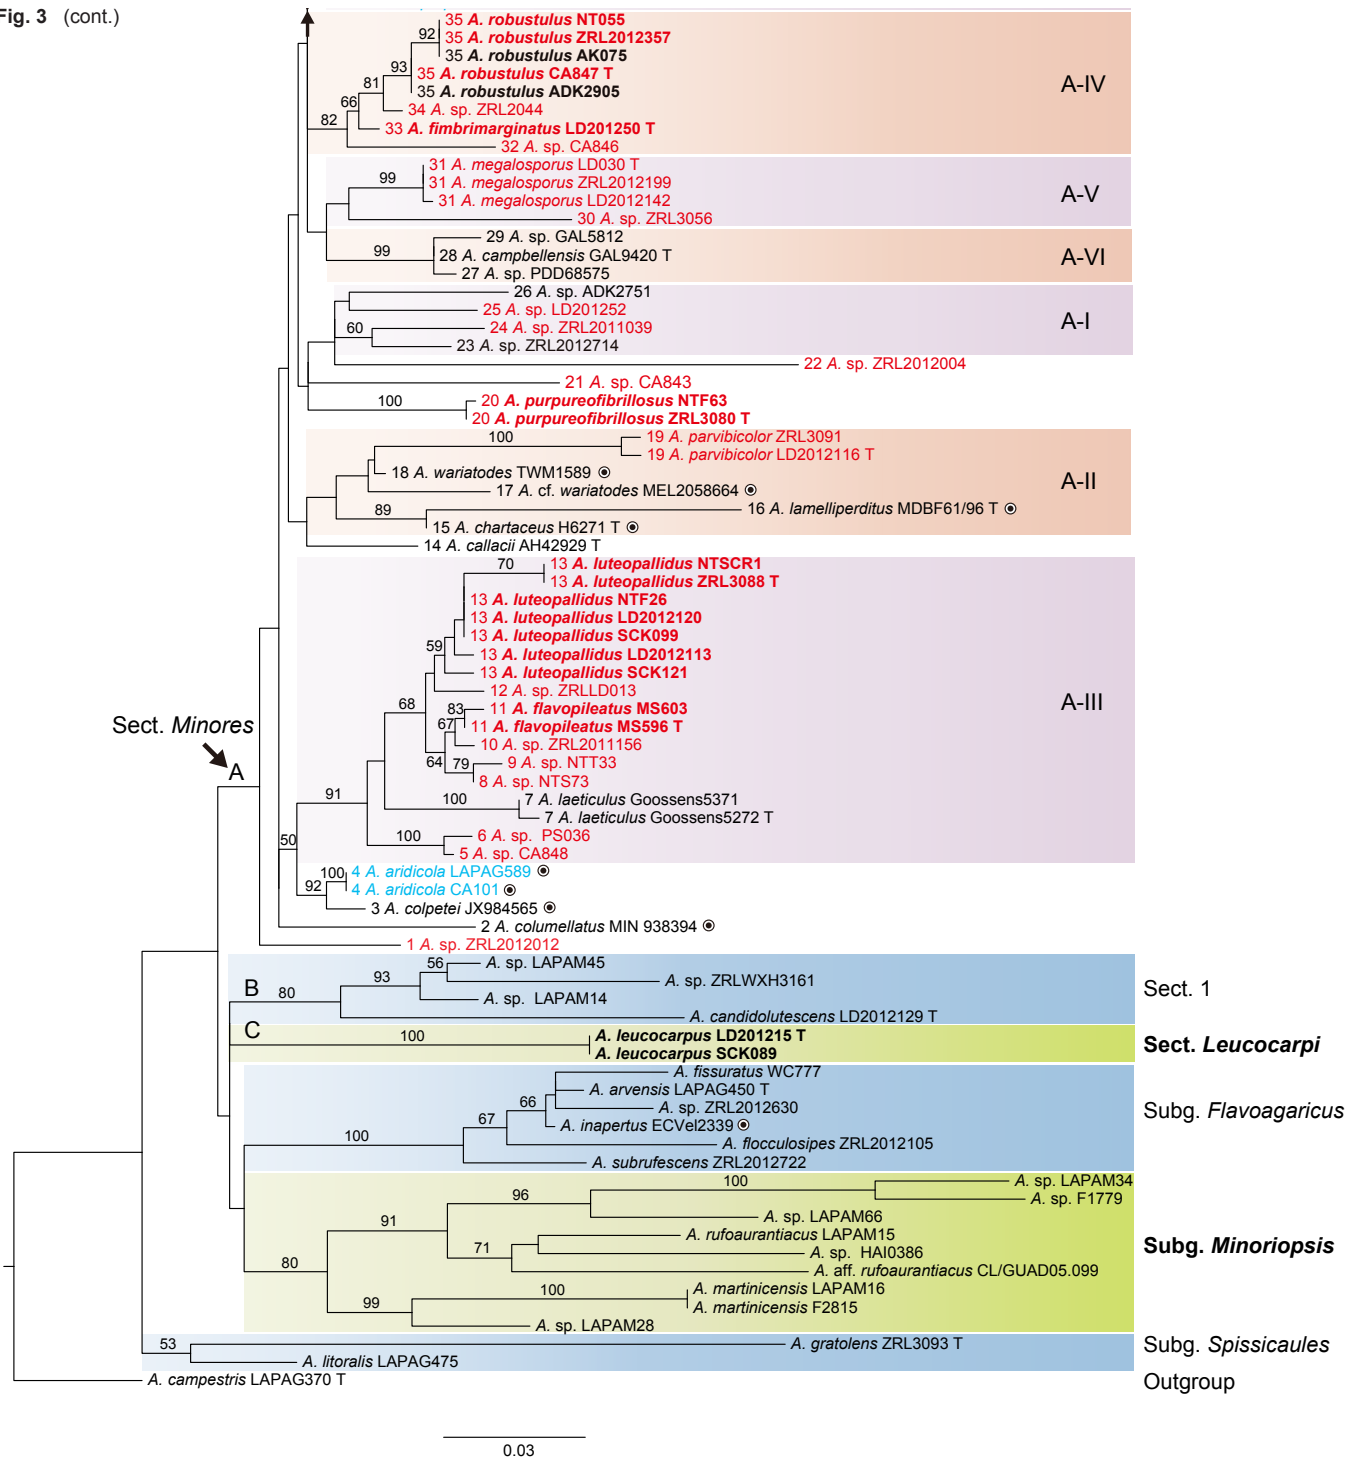 Fig. 3 (cont.)
35 A. robustulus NT055
92
35 A. robustulus ZRL2012357
35 A. robustulus AK075
93
35 A. robustulus CA847 T
81
35 A. robustulus ADK2905
A-IV
66
34 A. sp. ZRL2044
82
33 A. fimbrimarginatus LD201250 T
32 A. sp. CA846
31 A. megalosporus LD030 T
99
31 A. megalosporus ZRL2012199
31 A. megalosporus LD2012142
A-V
30 A. sp. ZRL3056
29 A. sp. GAL5812
99
28 A. campbellensis GAL9420 T
A-VI
27 A. sp. PDD68575
26 A. sp. ADK2751
25 A. sp. LD201252
A-I
60
24 A. sp. ZRL2011039
23 A. sp. ZRL2012714
22 A. sp. ZRL2012004
21 A. sp. CA843
100
20 A. purpureofibrillosus NTF63
20 A. purpureofibrillosus ZRL3080 T
100
19 A. parvibicolor ZRL3091
19 A. parvibicolor LD2012116 T
18 A. wariatodes TWM1589
A-II
17 A. cf. wariatodes MEL2058664
89
16 A. lamelliperditus MDBF61/96 T
15 A. chartaceus H6271 T
14 A. callacii AH42929 T
70
13 A. luteopallidus NTSCR1
13 A. luteopallidus ZRL3088 T
13 A. luteopallidus NTF26
13 A. luteopallidus LD2012120
13 A. luteopallidus SCK099
59
13 A. luteopallidus LD2012113
13 A. luteopallidus SCK121
12 A. sp. ZRLLD013
A-III
68
83
11 A. flavopileatus MS603
67
11 A. flavopileatus MS596 T
Sect. Minores
10 A. sp. ZRL2011156
64
79
9 A. sp. NTT33
A
8 A. sp. NTS73
91
100
7 A. laeticulus Goossens5371
7 A. laeticulus Goossens5272 T
100
6 A. sp. PS036
50
5 A. sp. CA848
100
4 A. aridicola LAPAG589
92
4 A. aridicola CA101
3 A. colpetei JX984565
2 A. columellatus MIN 938394
1 A. sp. ZRL2012012
56
A. sp. LAPAM45
93
A. sp. ZRLWXH3161
B
80
A. sp. LAPAM14
Sect. 1
A. candidolutescens LD2012129 T
C
100
A. leucocarpus LD201215 T
Sect. Leucocarpi
A. leucocarpus SCK089
A. fissuratus WC777
A. arvensis LAPAG450 T
66
A. sp. ZRL2012630
Subg. Flavoagaricus
67
A. inapertus ECVel2339
100
A. flocculosipes ZRL2012105
A. subrufescens ZRL2012722
100
A. sp. LAPAM34
96
A. sp. F1779
A. sp. LAPAM66
91
A. rufoaurantiacus LAPAM15
71
A. sp. HAI0386
Subg. Minoriopsis
80
A. aff. rufoaurantiacus CL/GUAD05.099
100
A. martinicensis LAPAM16
99
A. martinicensis F2815
A. sp. LAPAM28
53
A. gratolens ZRL3093 T
Subg. Spissicaules
A. litoralis LAPAG475
A. campestris LAPAG370 T
Outgroup
0.03